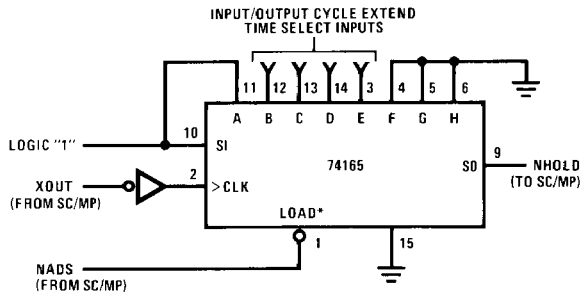 INPUT/OUTPUT CYCLE EXTEND
TIME SELECT INPUTS
11 12 13 14 3 4 5 6
A B C D E F G H
LOGIC "1" 10 SI
74165
SO 9 NHOLD
(TO SC/MP)
XOUT 2 >CLK
(FROM SC/MP)
LOAD*
1 15
NADS
(FROM SC/MP)